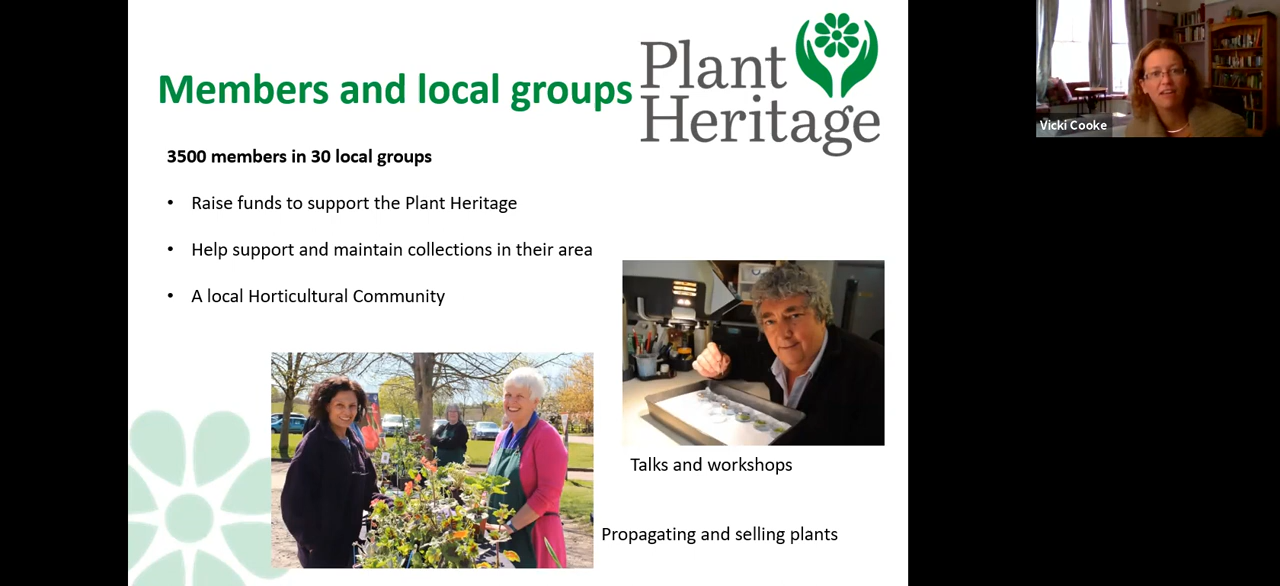 Members and local groups
Plant
Heritage
3500 members in 30 local groups
• Raise funds to support the Plant Heritage
• Help support and maintain collections in their area
• A local Horticultural Community
Talks and workshops
Propagating and selling plants
Vicki Cooke